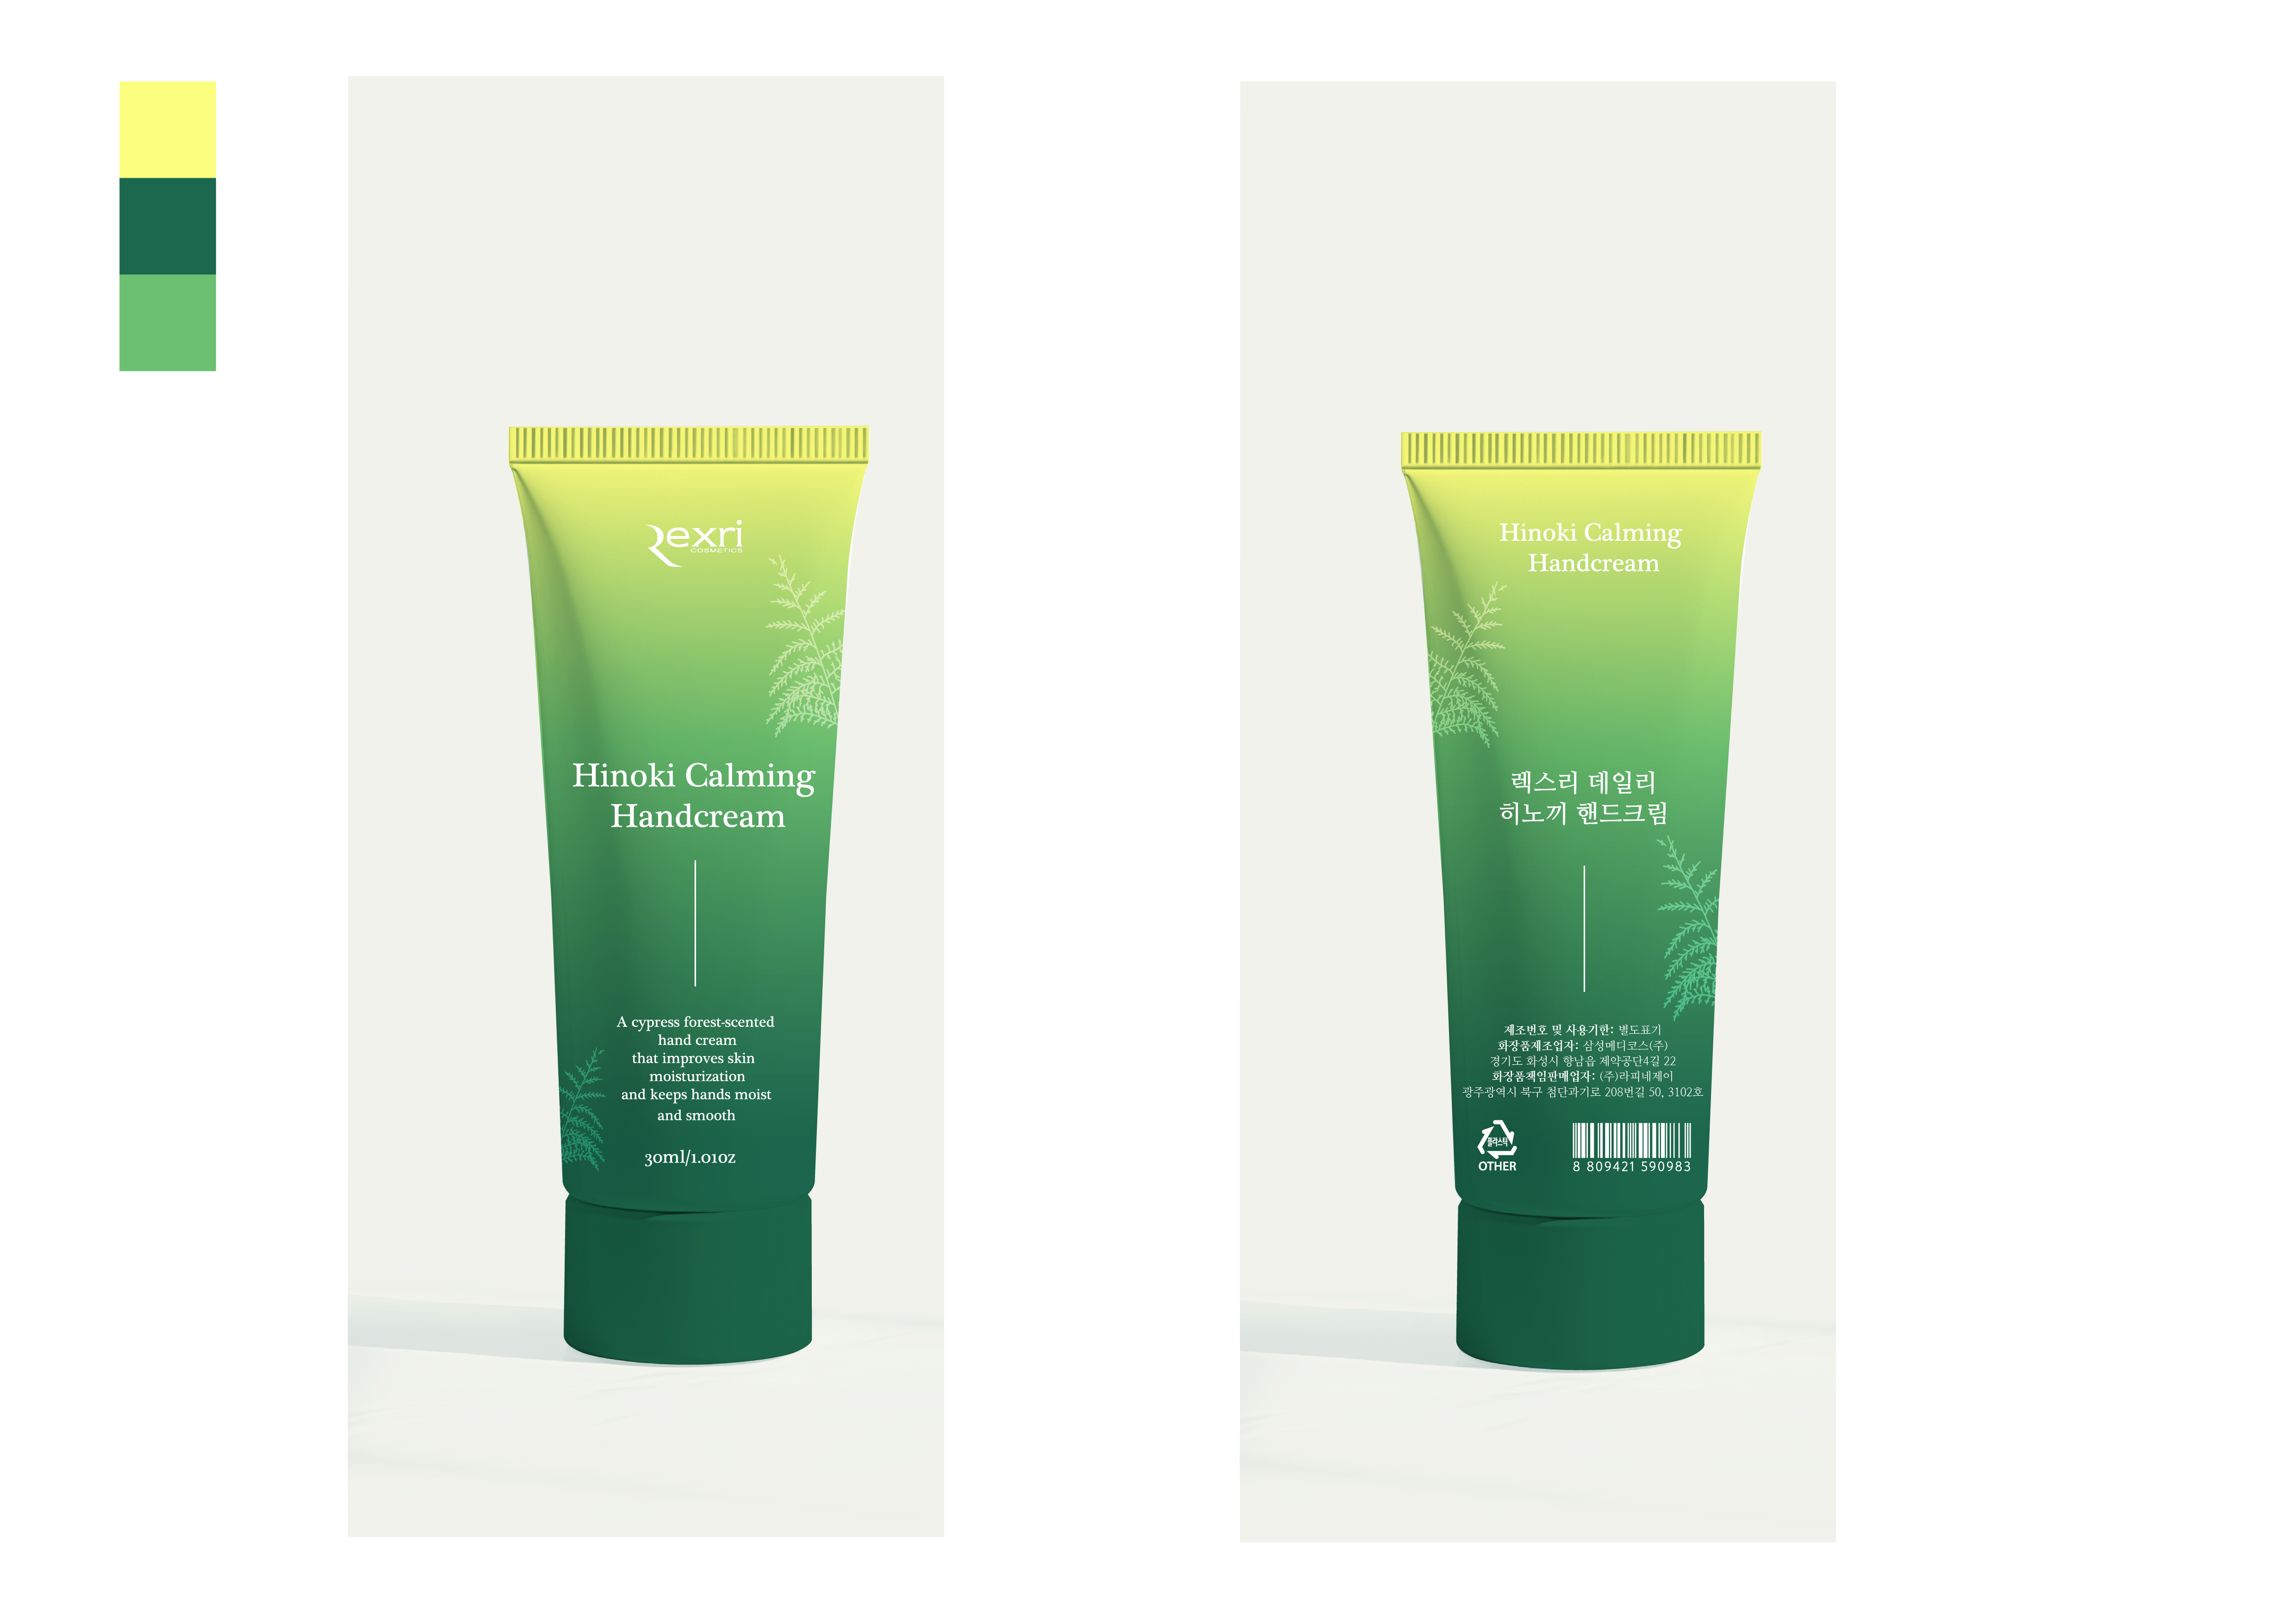 Rexri
COSMETICS
Hinoki Calming
Handcream
A cypress forest-scented
hand cream
that improves skin
moisturization
and keeps hands moist
and smooth
30ml/1.01oz
Hinoki Calming
Handcream
렉스리 데일리
히노끼 핸드크림
제조번호 및 사용기한: 별도표기
화장품제조업자: 삼성메디코스(주)
경기도 화성시 향남읍 제약공단4길 22
화장품책임판매업자: (주)라피네제이
광주광역시 북구 첨단과기로 208번길 50, 3102호
플라스틱
OTHER
8 809421 590983